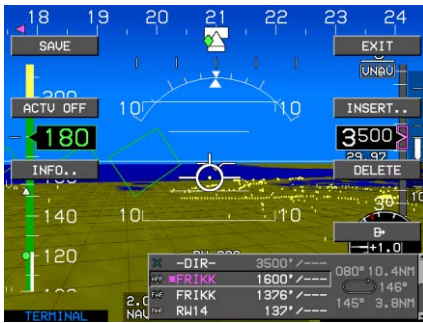 18 19 20 21 22 23 24
SAVE EXIT
VNAV
200
ACTV OFF 10 10 INSERT..
180 3500
29.92
INFO.. DELETE
140 10 10
+1.0
120
-DIR- 3500'/---
*FRIKK 1600'/--- 080° 10.4NM
146°
FRIKK 1376'/--- 145° 3.8NM
RW14 137'/---
TERMINAL